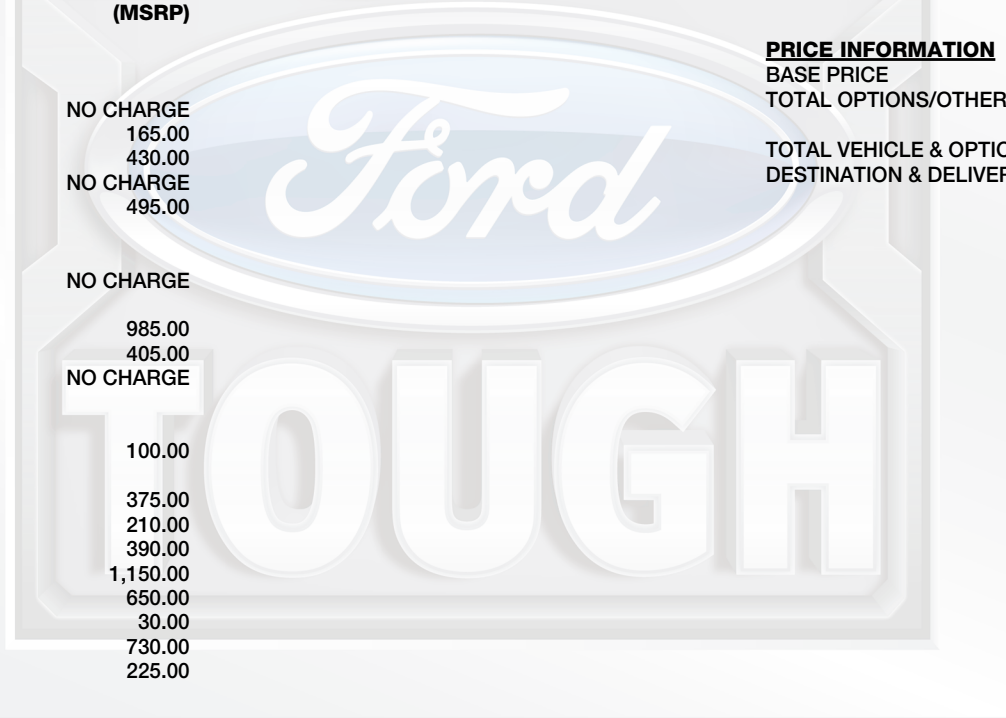 (MSRP)
NO CHARGE
165.00
430.00
NO CHARGE
495.00
NO CHARGE
985.00
405.00
NO CHARGE
100.00
375.00
210.00
390.00
1,150.00
650.00
30.00
730.00
225.00
PRICE INFORMATION
BASE PRICE
TOTAL OPTIONS/OTHER
TOTAL VEHICLE & OPTIO
DESTINATION & DELIVER
Ford
TOUGH